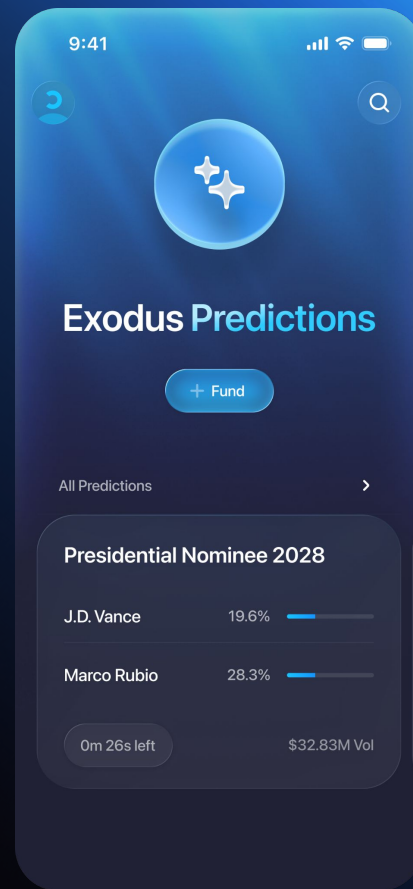 9:41
Exodus Predictions
Fund
All Predictions
Presidential Nominee 2028
J.D. Vance 19.6%
Marco Rubio 28.3%
0m 26s left $32.83M Vol